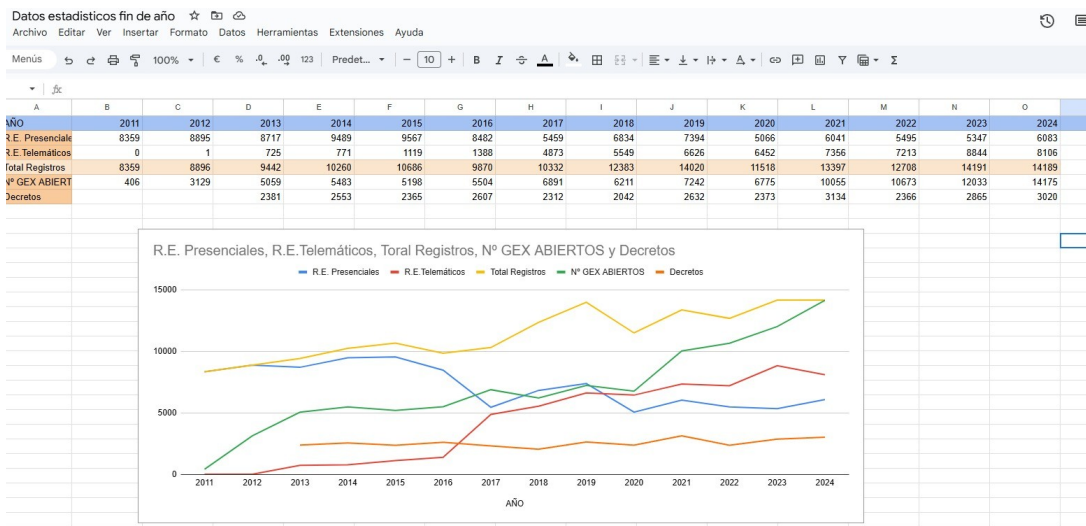 Datos estadisticos fin de año
Archivo Editar Ver Insertar Formato Datos Herramientas Extensiones Ayuda
Menús 100% € % .0 .00 123 Predet... − 10 + B I A
fx
A B C D E F G H I J K L M N O
AÑO 2011 2012 2013 2014 2015 2016 2017 2018 2019 2020 2021 2022 2023 2024
R.E. Presenciale 8359 8895 8717 9489 9567 8482 5459 6834 7394 5066 6041 5495 5347 6083
R.E.Telemáticos 0 1 725 771 1119 1388 4873 5549 6626 6452 7356 7213 8844 8106
Total Registros 8359 8896 9442 10260 10686 9870 10332 12383 14020 11518 13397 12708 14191 14189
Nº GEX ABIERT 406 3129 5059 5483 5198 5504 6891 6211 7242 6775 10055 10673 12033 14175
Decretos 2381 2553 2365 2607 2312 2042 2632 2373 3134 2366 2865 3020
R.E. Presenciales, R.E.Telemáticos, Toral Registros, Nº GEX ABIERTOS y Decretos
R.E. Presenciales R.E.Telemáticos Total Registros Nº GEX ABIERTOS Decretos
15000
10000
5000
0
2011 2012 2013 2014 2015 2016 2017 2018 2019 2020 2021 2022 2023 2024
AÑO